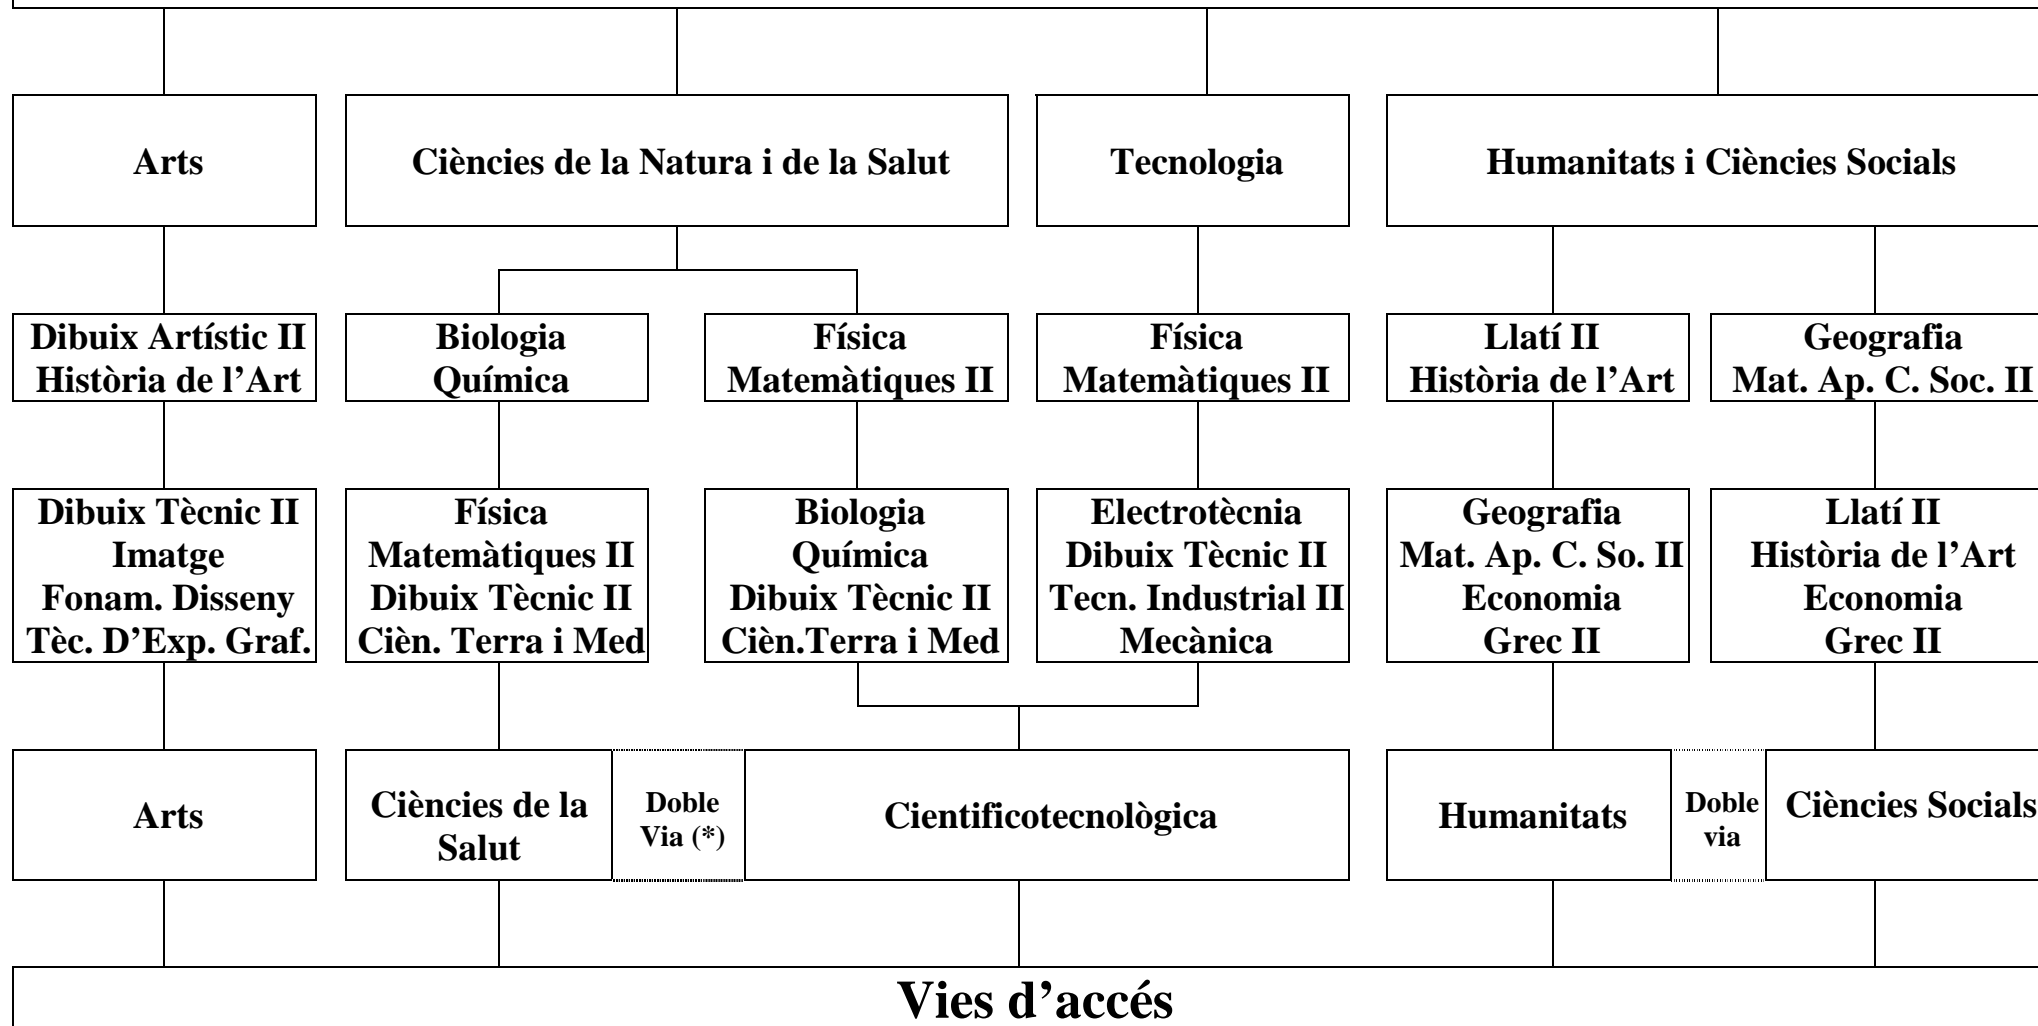 Arts
Ciències de la Natura i de la Salut
Tecnologia
Humanitats i Ciències Socials
Dibuix Artístic II
Història de l’Art
Biologia
Química
Física
Matemàtiques II
Física
Matemàtiques II
Llatí II
Història de l’Art
Geografia
Mat. Ap. C. Soc. II
Dibuix Tècnic II
Imatge
Fonam. Disseny
Tèc. D’Exp. Graf.
Física
Matemàtiques II
Dibuix Tècnic II
Cièn. Terra i Med
Biologia
Química
Dibuix Tècnic II
Cièn.Terra i Med
Electrotècnia
Dibuix Tècnic II
Tecn. Industrial II
Mecànica
Geografia
Mat. Ap. C. So. II
Economia
Grec II
Llatí II
Història de l’Art
Economia
Grec II
Arts
Ciències de la
Salut
Doble
Via (*)
Cientificotecnològica
Humanitats
Doble
via
Ciències Socials
Vies d’accés